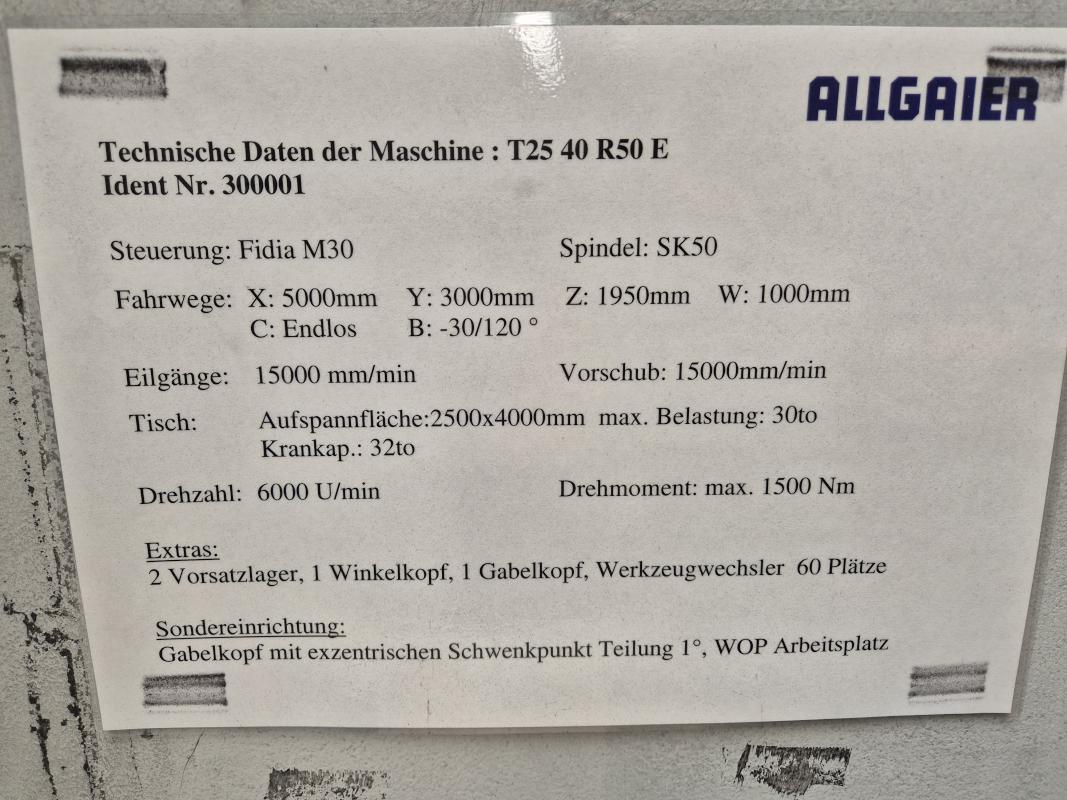 ALLGAIER
Technische Daten der Maschine : T25 40 R50 E
Ident Nr. 300001
Steuerung: Fidia M30 Spindel: SK50
Fahrwege: X: 5000mm Y: 3000mm Z: 1950mm W: 1000mm
C: Endlos B: -30/120 °
Eilgänge: 15000 mm/min Vorschub: 15000mm/min
Tisch: Aufspannfläche:2500x4000mm max. Belastung: 30to
Krankap.: 32to
Drehzahl: 6000 U/min Drehmoment: max. 1500 Nm
Extras:
2 Vorsatzlager, 1 Winkelkopf, 1 Gabelkopf, Werkzeugwechsler 60 Plätze
Sondereinrichtung:
Gabelkopf mit exzentrischen Schwenkpunkt Teilung 1°, WOP Arbeitsplatz